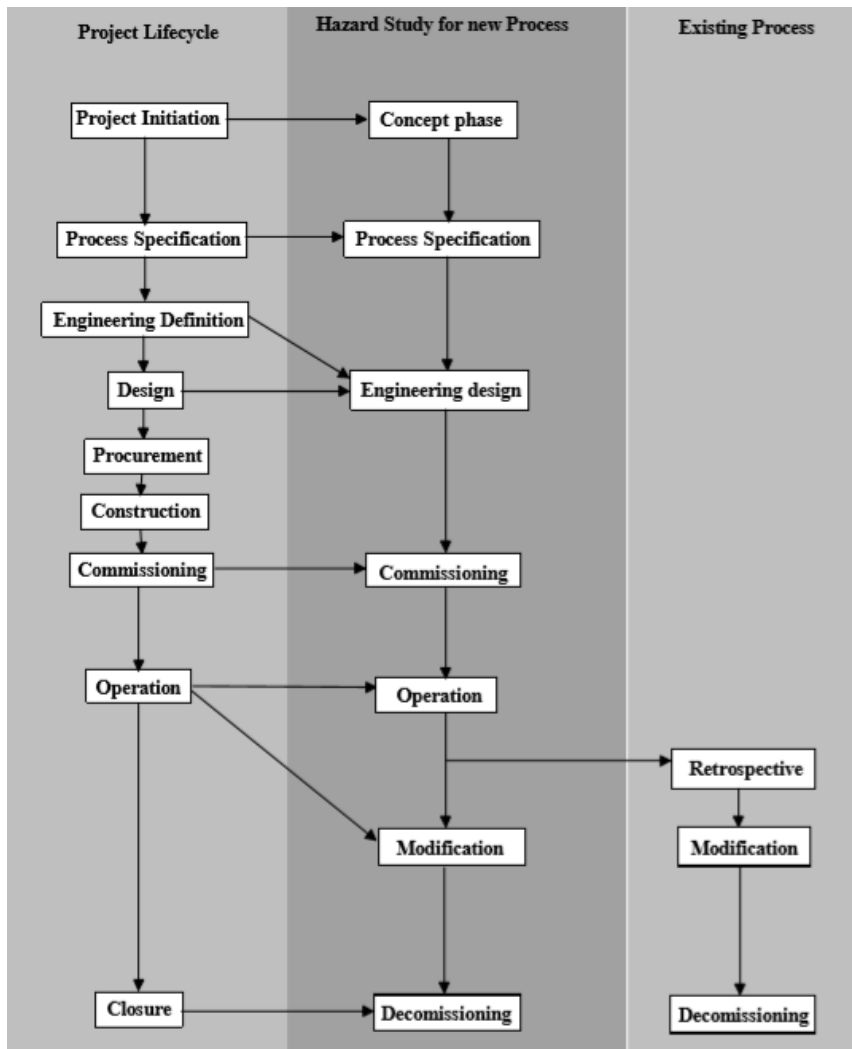 Project Lifecycle
Hazard Study for new Process
Existing Process
Project Initiation
Concept phase
Process Specification
Process Specification
Engineering Definition
Design
Engineering design
Procurement
Construction
Commissioning
Commissioning
Operation
Operation
Retrospective
Modification
Modification
Closure
Decomissioning
Decomissioning